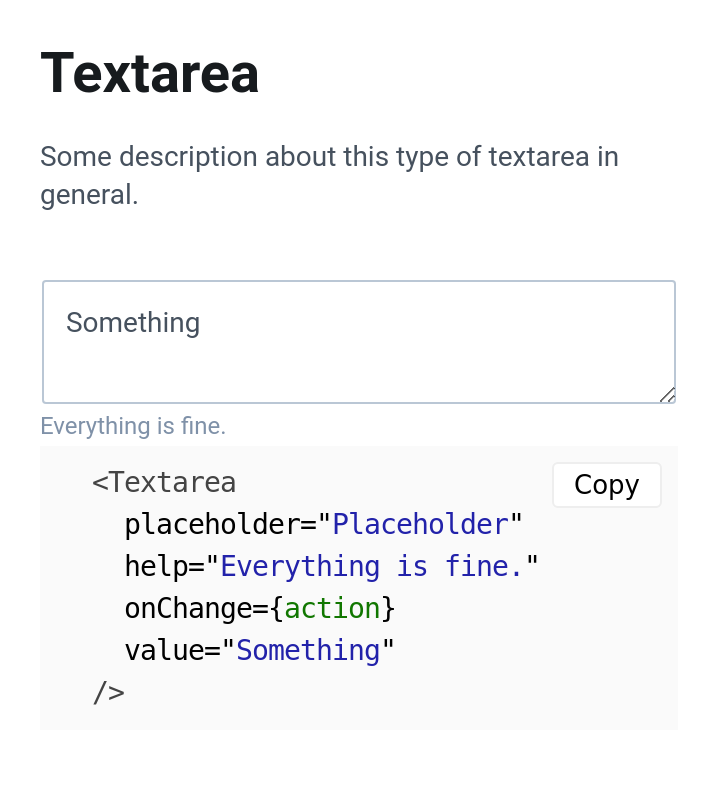 Textarea
Some description about this type of textarea in
general.
Something
Everything is fine.
<Textarea
Copy
placeholder="Placeholder"
help="Everything is fine."
onChange={action}
value="Something"
/>